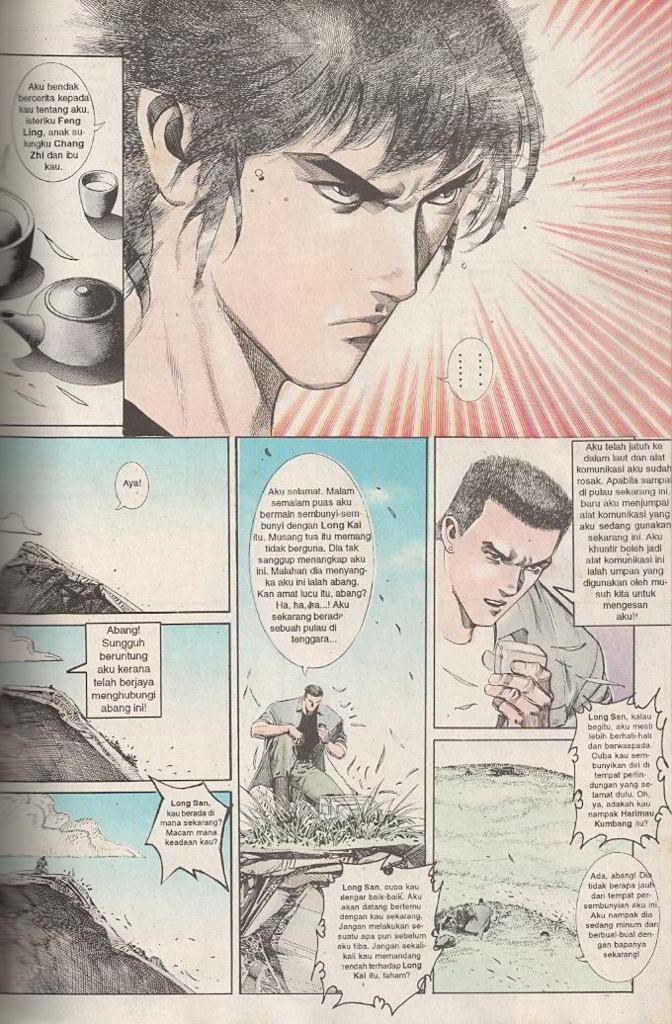 Aku hendak
bercerita kepada
kau tentang aku,
isteriku Feng
Ling, anak su-
lungku Chang
Zhi dan ibu
kau.
......
Aya!
Abang!
Sungguh
beruntung
aku kerana
telah berjaya
menghubungi
abang ini!
Long San,
kau berada di
mana sekarang?
Macam mana
keadaan kau?
Aku selamat. Malam
semalam puas aku
bermain sembunyi-sem-
bunyi dengan Long Kai
itu. Musang tua itu memang
tidak berguna. Dia tak
sanggup menangkap aku
ini. Malahan dia menyang-
ka aku ini ialah abang.
Kan amat lucu itu, abang?
Ha, ha, ha...! Aku
sekarang berada
sebuah pulau di
tenggara...
Long San, cuba kau
dengar baik-baik. Aku
akan datang bertemu
dengan kau sekarang.
Jangan melakukan se-
suatu apa pun sebelum
aku tiba. Jangan sekali-
kali kau memandang
rendah terhadap Long
Kai itu, faham?
Aku telah jatuh ke
dalam laut dan alat
komunikasi aku sudah
rosak. Apabila sampai
di pulau sekarang ini,
baru aku menjumpai
alat komunikasi yang
aku sedang gunakan
sekarang ini. Aku
khuatir boleh jadi
alat komunikasi ini
ialah umpan yang
digunakan oleh mu-
suh kita untuk
mengesan
aku!
Long San, kalau
begitu, aku mesti
lebih berhati-hati
dan berwaspada.
Cuba kau sem-
bunyikan diri di
tempat perlin-
dungan yang se-
lamat dulu. Oh,
ya, adakah kau
nampak Harimau
Kumbang itu?
Ada, abang! Dia
tidak berapa jauh
dari tempat per-
sembunyian aku ini.
Aku nampak dia
sedang minum dan
berbual-bual den-
gan bapanya
sekarang!